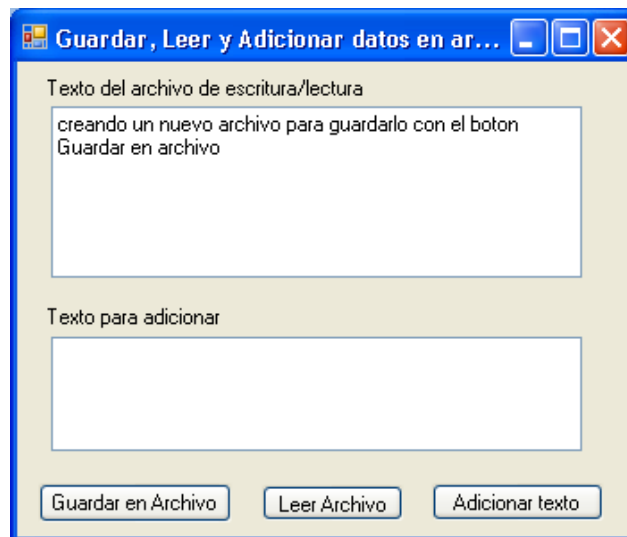 Guardar, Leer y Adicionar datos en ar...
Texto del archivo de escritura/lectura
creando un nuevo archivo para guardarlo con el boton
Guardar en archivo
Texto para adicionar
Guardar en Archivo
Leer Archivo
Adicionar texto